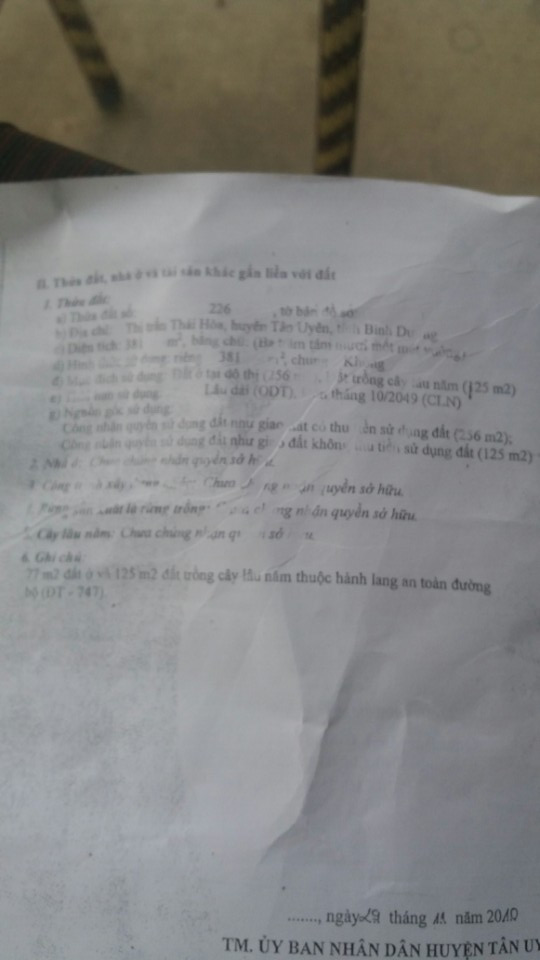 II. Thửa đất, nhà ở và tài sản khác gắn liền với đất
1. Thửa đất:
a) Thửa đất số: 226 , tờ bản đồ số:
b) Địa chỉ: Thị trấn Thái Hòa, huyện Tân Uyên, tỉnh Bình Dương
c) Diện tích: 381 m², bằng chữ: (Ba trăm tám mươi mốt mét vuông)
d) Hình thức sử dụng: riêng 381 m², chung Không
đ) Mục đích sử dụng: Đất ở tại đô thị (256 m2), đất trồng cây lâu năm (125 m2)
e) hạn sử dụng: Lâu dài (ODT), tháng 10/2049 (CLN)
g) Nguồn gốc sử dụng:
Công nhận quyền sử dụng đất như giao đất có thu tiền sử dụng đất (256 m2);
Công nhận quyền sử dụng đất như giao đất không thu tiền sử dụng đất (125 m2)
2. Nhà ở: Chưa chứng nhận quyền sở hữu.
3. Công trình xây dựng khác: Chưa chứng nhận quyền sở hữu.
4. Rừng sản xuất là rừng trồng: Chưa chứng nhận quyền sở hữu.
5. Cây lâu năm: Chưa chứng nhận quyền sở hữu.
6. Ghi chú:
77 m2 đất ở và 125 m2 đất trồng cây lâu năm thuộc hành lang an toàn đường
bộ (ĐT - 747)
......., ngày 29 tháng 11 năm 2010
TM. ỦY BAN NHÂN DÂN HUYỆN TÂN UY